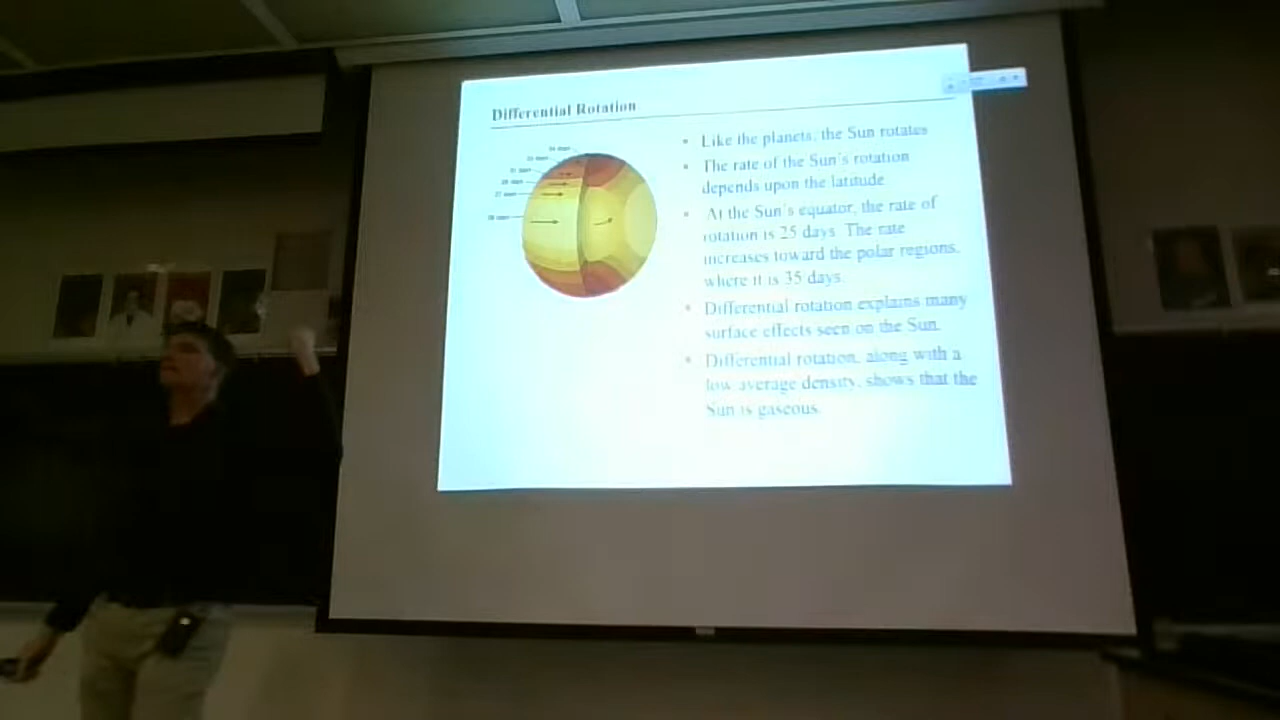 Differential Rotation
• Like the planets, the Sun rotates
• The rate of the Sun's rotation
depends upon the latitude
• At the Sun's equator, the rate of
rotation is 25 days. The rate
increases toward the polar regions,
where it is 35 days.
• Differential rotation explains many
surface effects seen on the Sun.
• Differential rotation, along with a
low average density, shows that the
Sun is gaseous.